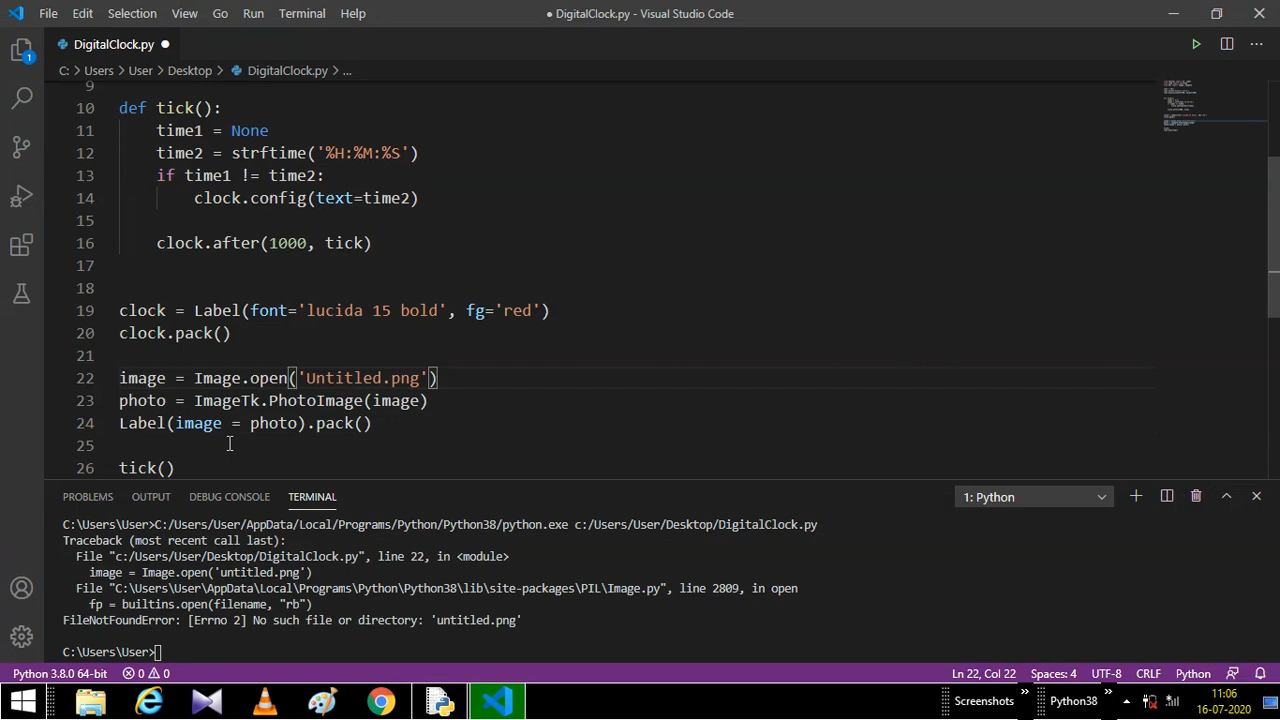 File Edit Selection View Go Run Terminal Help
● DigitalClock.py - Visual Studio Code
DigitalClock.py ●
C: > Users > User > Desktop > DigitalClock.py > ...
9
10 def tick():
11 time1 = None
12 time2 = strftime('%H:%M:%S')
13 if time1 != time2:
14 clock.config(text=time2)
15
16 clock.after(1000, tick)
17
18
19 clock = Label(font='lucida 15 bold', fg='red')
20 clock.pack()
21
22 image = Image.open('Untitled.png')
23 photo = ImageTk.PhotoImage(image)
24 Label(image = photo).pack()
25
26 tick()
PROBLEMS OUTPUT DEBUG CONSOLE TERMINAL 1: Python
C:\Users\User>C:/Users/User/AppData/Local/Programs/Python/Python38/python.exe c:/Users/User/Desktop/DigitalClock.py
Traceback (most recent call last):
File "c:/Users/User/Desktop/DigitalClock.py", line 22, in <module>
image = Image.open('untitled.png')
File "C:\Users\User\AppData\Local\Programs\Python\Python38\lib\site-packages\PIL\Image.py", line 2809, in open
fp = builtins.open(filename, "rb")
FileNotFoundError: [Errno 2] No such file or directory: 'untitled.png'
C:\Users\User>
Python 3.8.0 64-bit 0 0 Ln 22, Col 22 Spaces: 4 UTF-8 CRLF Python
Screenshots » Python38 » 11:06
16-07-2020
1